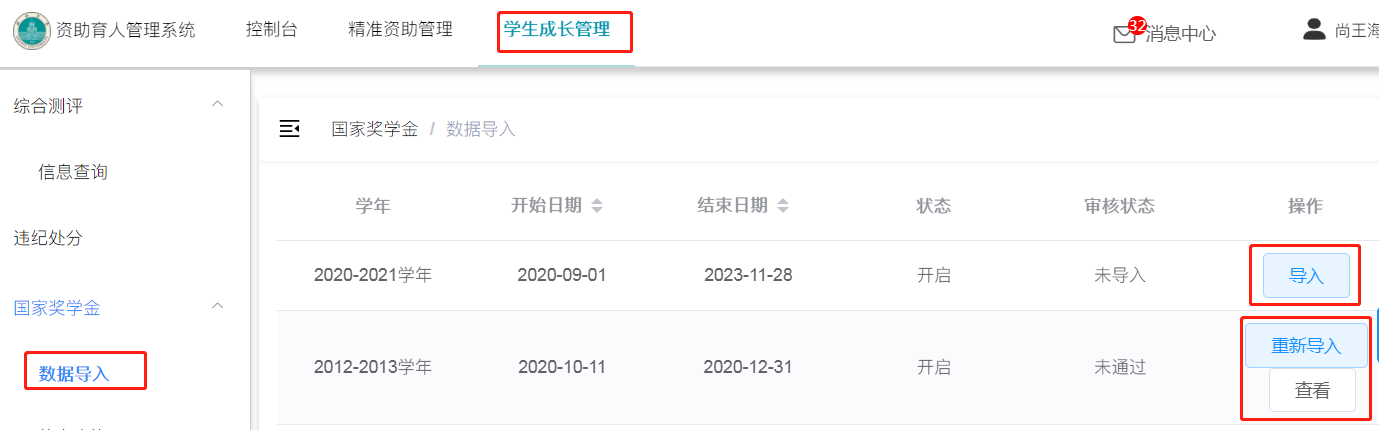 资助育人管理系统 控制台 精准资助管理 学生成长管理 32 消息中心 尚王海
综合测评
信息查询
违纪处分
国家奖学金
数据导入
国家奖学金 / 数据导入
学年 开始日期 结束日期 状态 审核状态 操作
2020-2021学年 2020-09-01 2023-11-28 开启 未导入 导入
2012-2013学年 2020-10-11 2020-12-31 开启 未通过 重新导入
查看